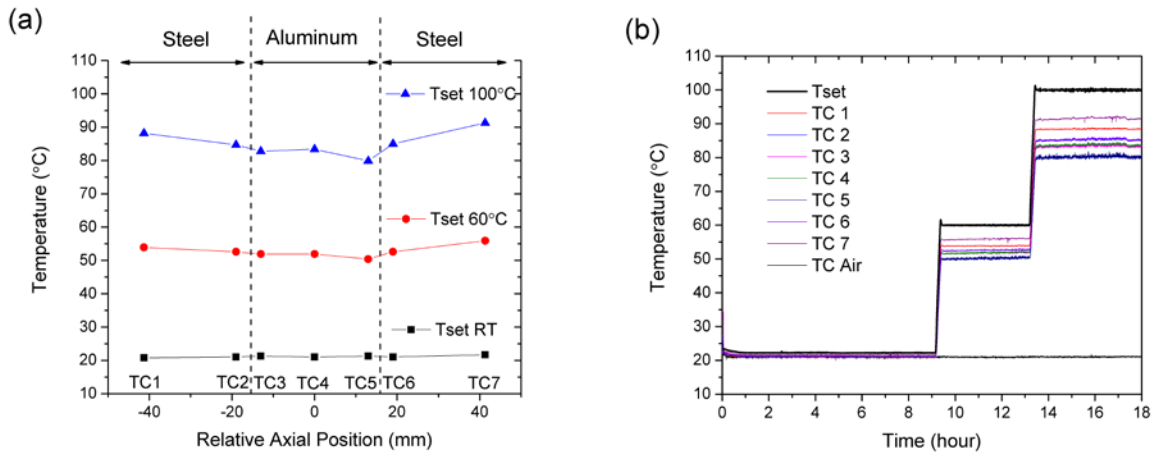 (a)
Steel Aluminum Steel
110
100
90
80
70
60
50
40
30
20
10
Temperature (°C)
Tset 100°C
Tset 60°C
Tset RT
TC1 TC2 TC3 TC4 TC5 TC6 TC7
-40 -20 0 20 40
Relative Axial Position (mm)
(b)
110
100
90
80
70
60
50
40
30
20
10
Temperature (°C)
Tset
TC 1
TC 2
TC 3
TC 4
TC 5
TC 6
TC 7
TC Air
0 2 4 6 8 10 12 14 16 18
Time (hour)